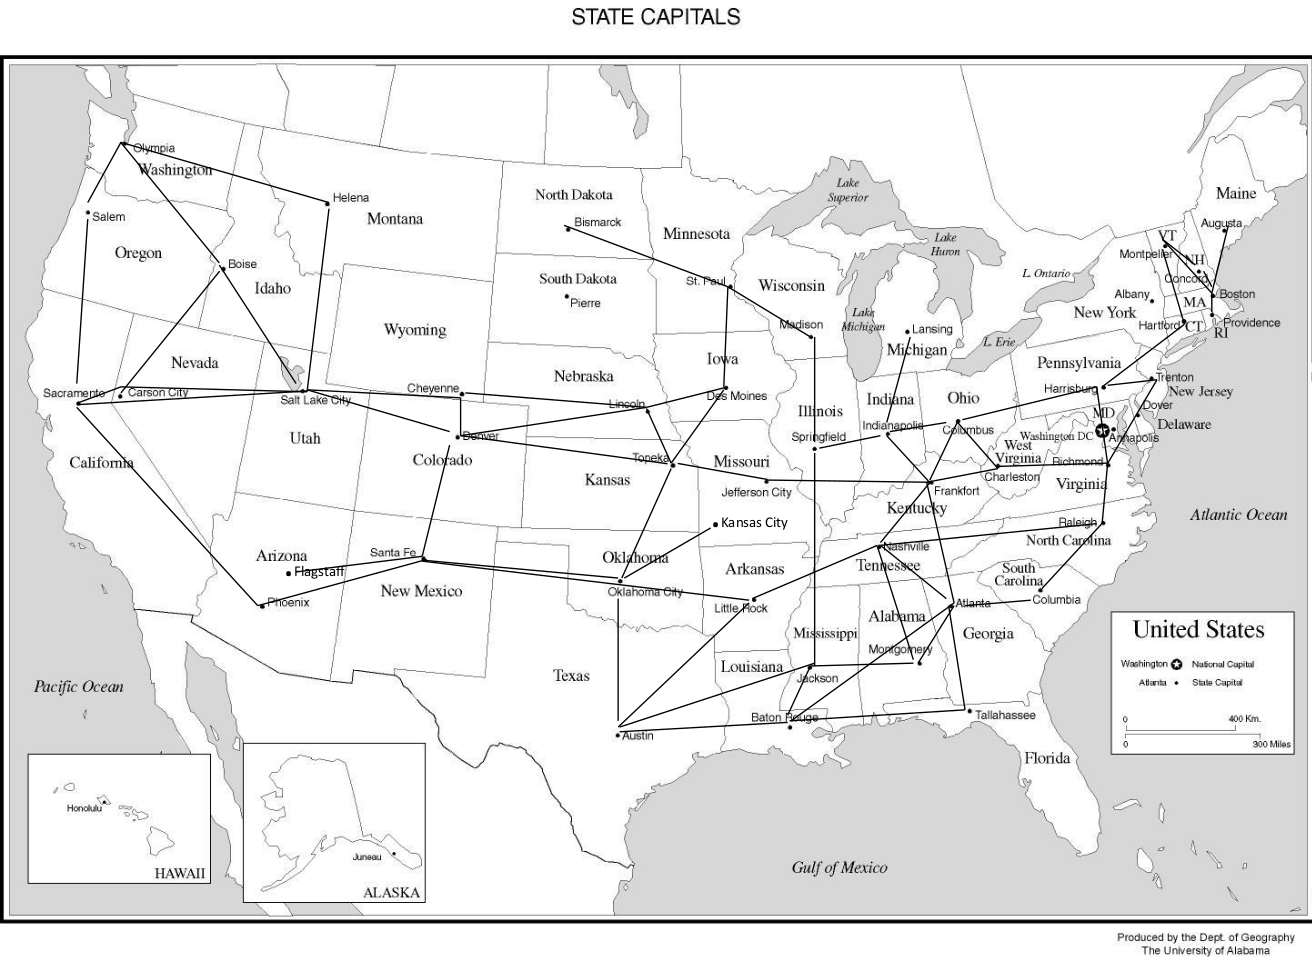 STATE CAPITALS
Olympia
Washington
Helena
Montana
North Dakota
Bismarck
Minnesota
Lake
Superior
Maine
Augusta
Salem
Oregon
Boise
Idaho
South Dakota
Pierre
St. Paul
Wisconsin
Lake
Huron
VT
Montpelier
NH
Concord
L. Ontario
Wyoming
Madison
Lake
Michigan
Lansing
Michigan
L. Erie
Albany
New York
MA
Boston
Hartford
CT
Providence
RI
Nevada
Iowa
Pennsylvania
Sacramento
Carson City
Salt Lake City
Cheyenne
Nebraska
Lincoln
Des Moines
Illinois
Indiana
Ohio
Harrisburg
Trenton
New Jersey
Dover
Delaware
MD
Washington DC
Annapolis
Utah
Denver
Colorado
Springfield
Indianapolis
Columbus
West
Virginia
California
Topeka
Kansas
Missouri
Jefferson City
Charleston
Richmond
Virginia
Frankfort
Kentucky
Kansas City
Raleigh
North Carolina
Atlantic Ocean
Arizona
Flagstaff
Santa Fe
New Mexico
Oklahoma
Oklahoma City
Arkansas
Little Rock
Nashville
Tennessee
South
Carolina
Columbia
Phoenix
Mississippi
Alabama
Atlanta
Georgia
Montgomery
Texas
Louisiana
Jackson
Baton Rouge
Austin
Tallahassee
Florida
Pacific Ocean
Gulf of Mexico
United States
Washington National Capital
Atlanta State Capital
0 400 Km.
0 300 Miles
Honolulu
HAWAII
Juneau
ALASKA
Produced by the Dept. of Geography
The University of Alabama